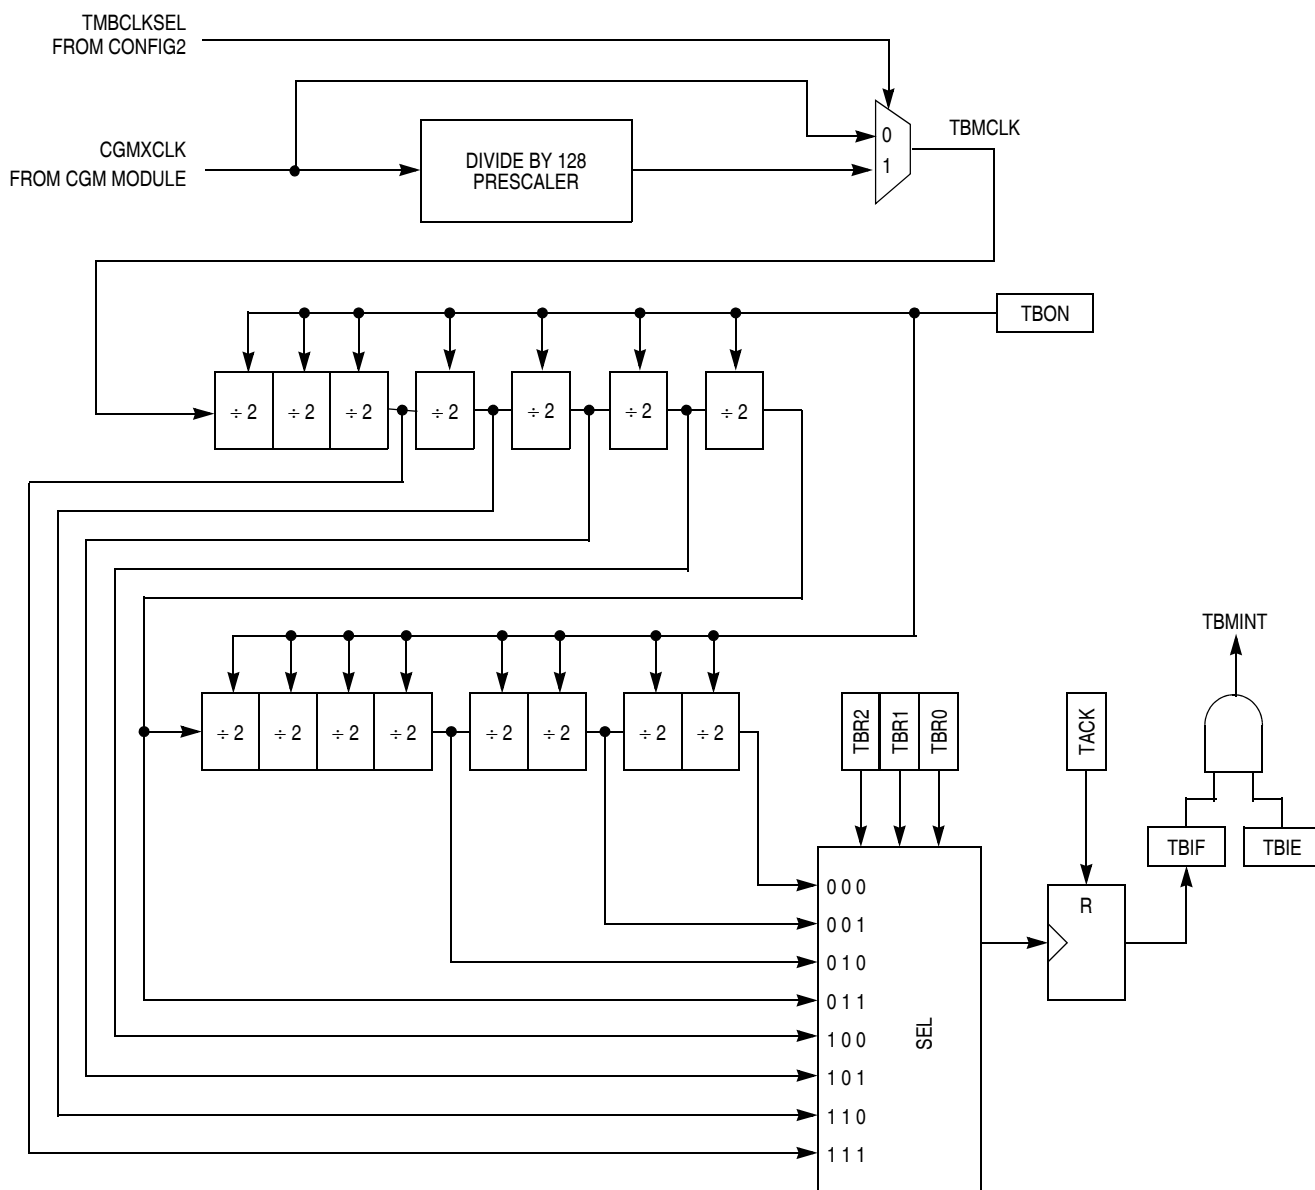 TMBCLKSEL
FROM CONFIG2
CGMXCLK
FROM CGM MODULE
DIVIDE BY 128
PRESCALER
0
1
TBMCLK
TBON
÷ 2
÷ 2
÷ 2
÷ 2
÷ 2
÷ 2
÷ 2
TBMINT
÷ 2
÷ 2
÷ 2
÷ 2
÷ 2
÷ 2
÷ 2
÷ 2
TBR2
TBR1
TBR0
TACK
TBIF
TBIE
0 0 0
0 0 1
0 1 0
0 1 1
1 0 0
1 0 1
1 1 0
1 1 1
SEL
R